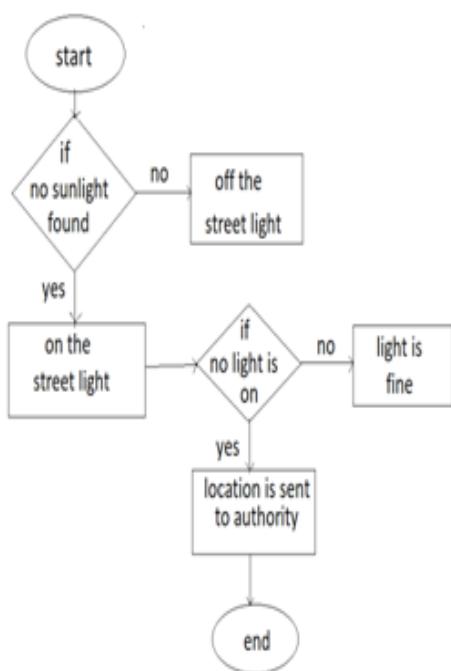 start
if
no sunlight
found
no
off the
street light
yes
on the
street light
if
no light is
on
no
light is
fine
yes
location is sent
to authority
end